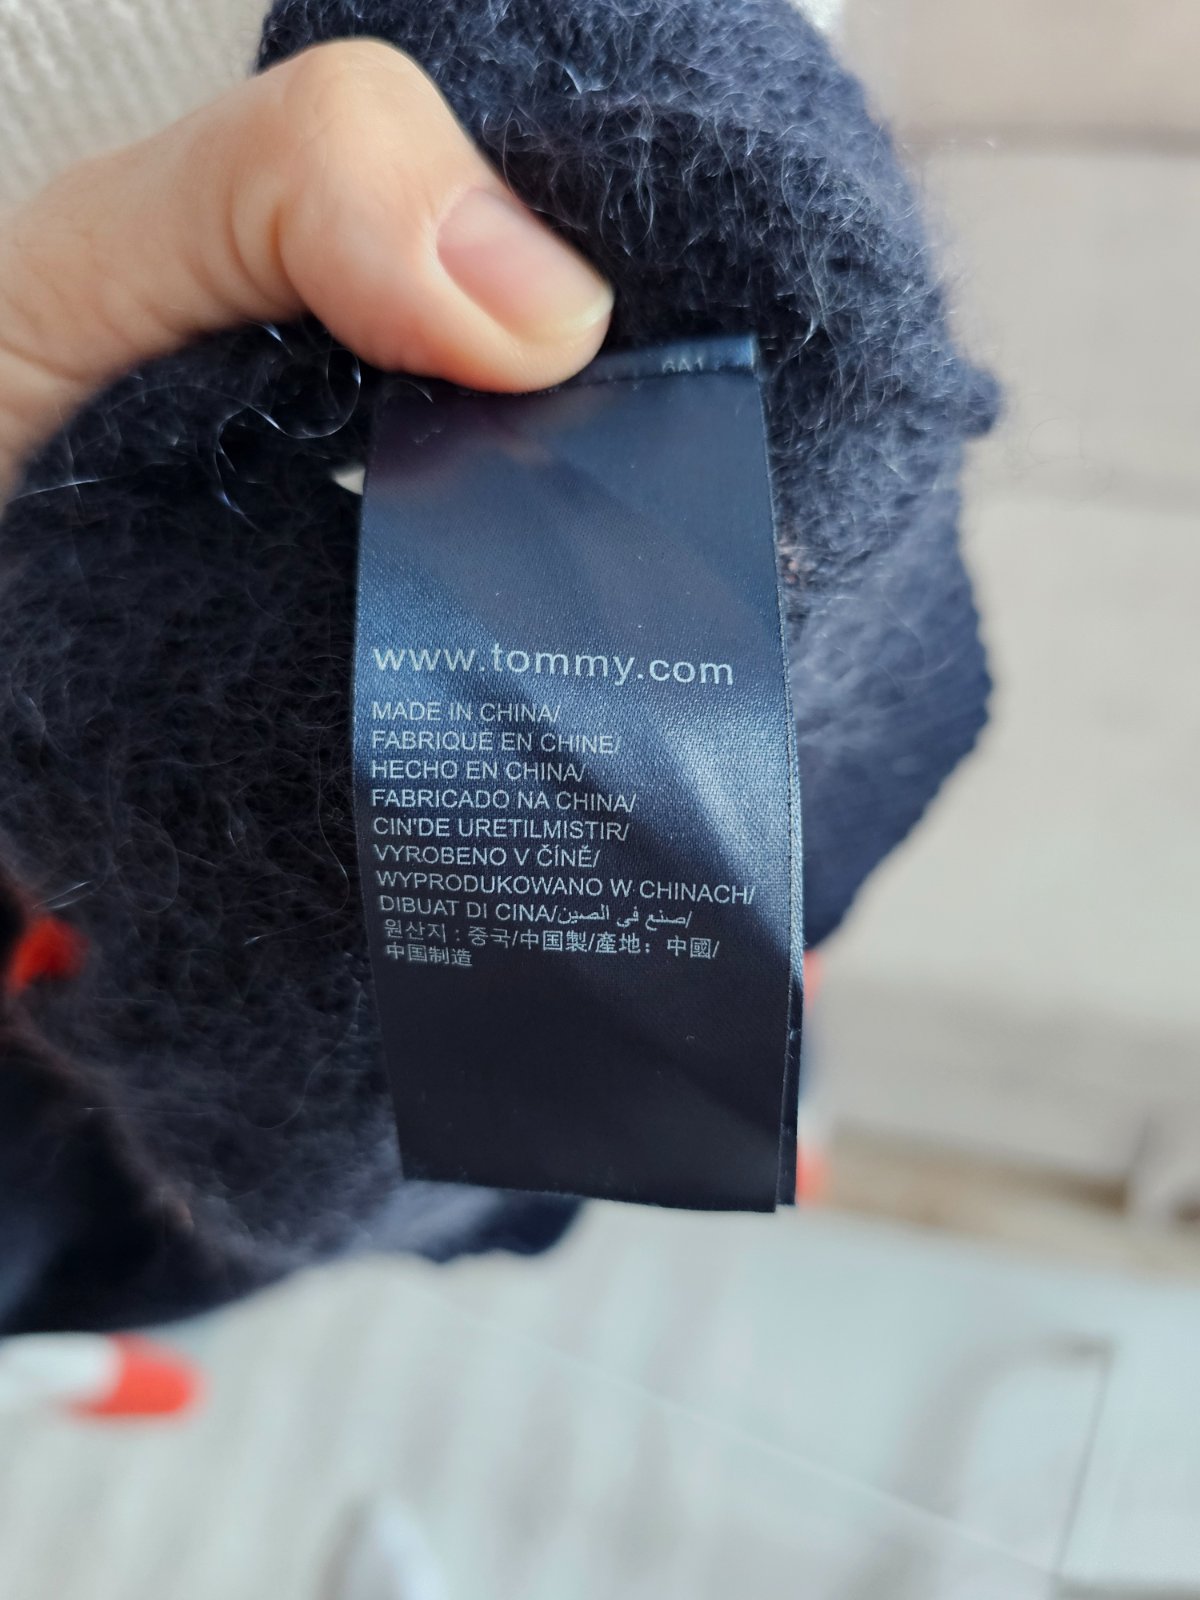 www.tommy.com
MADE IN CHINA/
FABRIQUE EN CHINE/
HECHO EN CHINA/
FABRICADO NA CHINA/
CIN'DE URETILMISTIR/
VYROBENO V ČÍNĚ/
WYPRODUKOWANO W CHINACH/
DIBUAT DI CINA/صنع في الصين/
원산지 : 중국/中国製/產地：中國/
中国制造